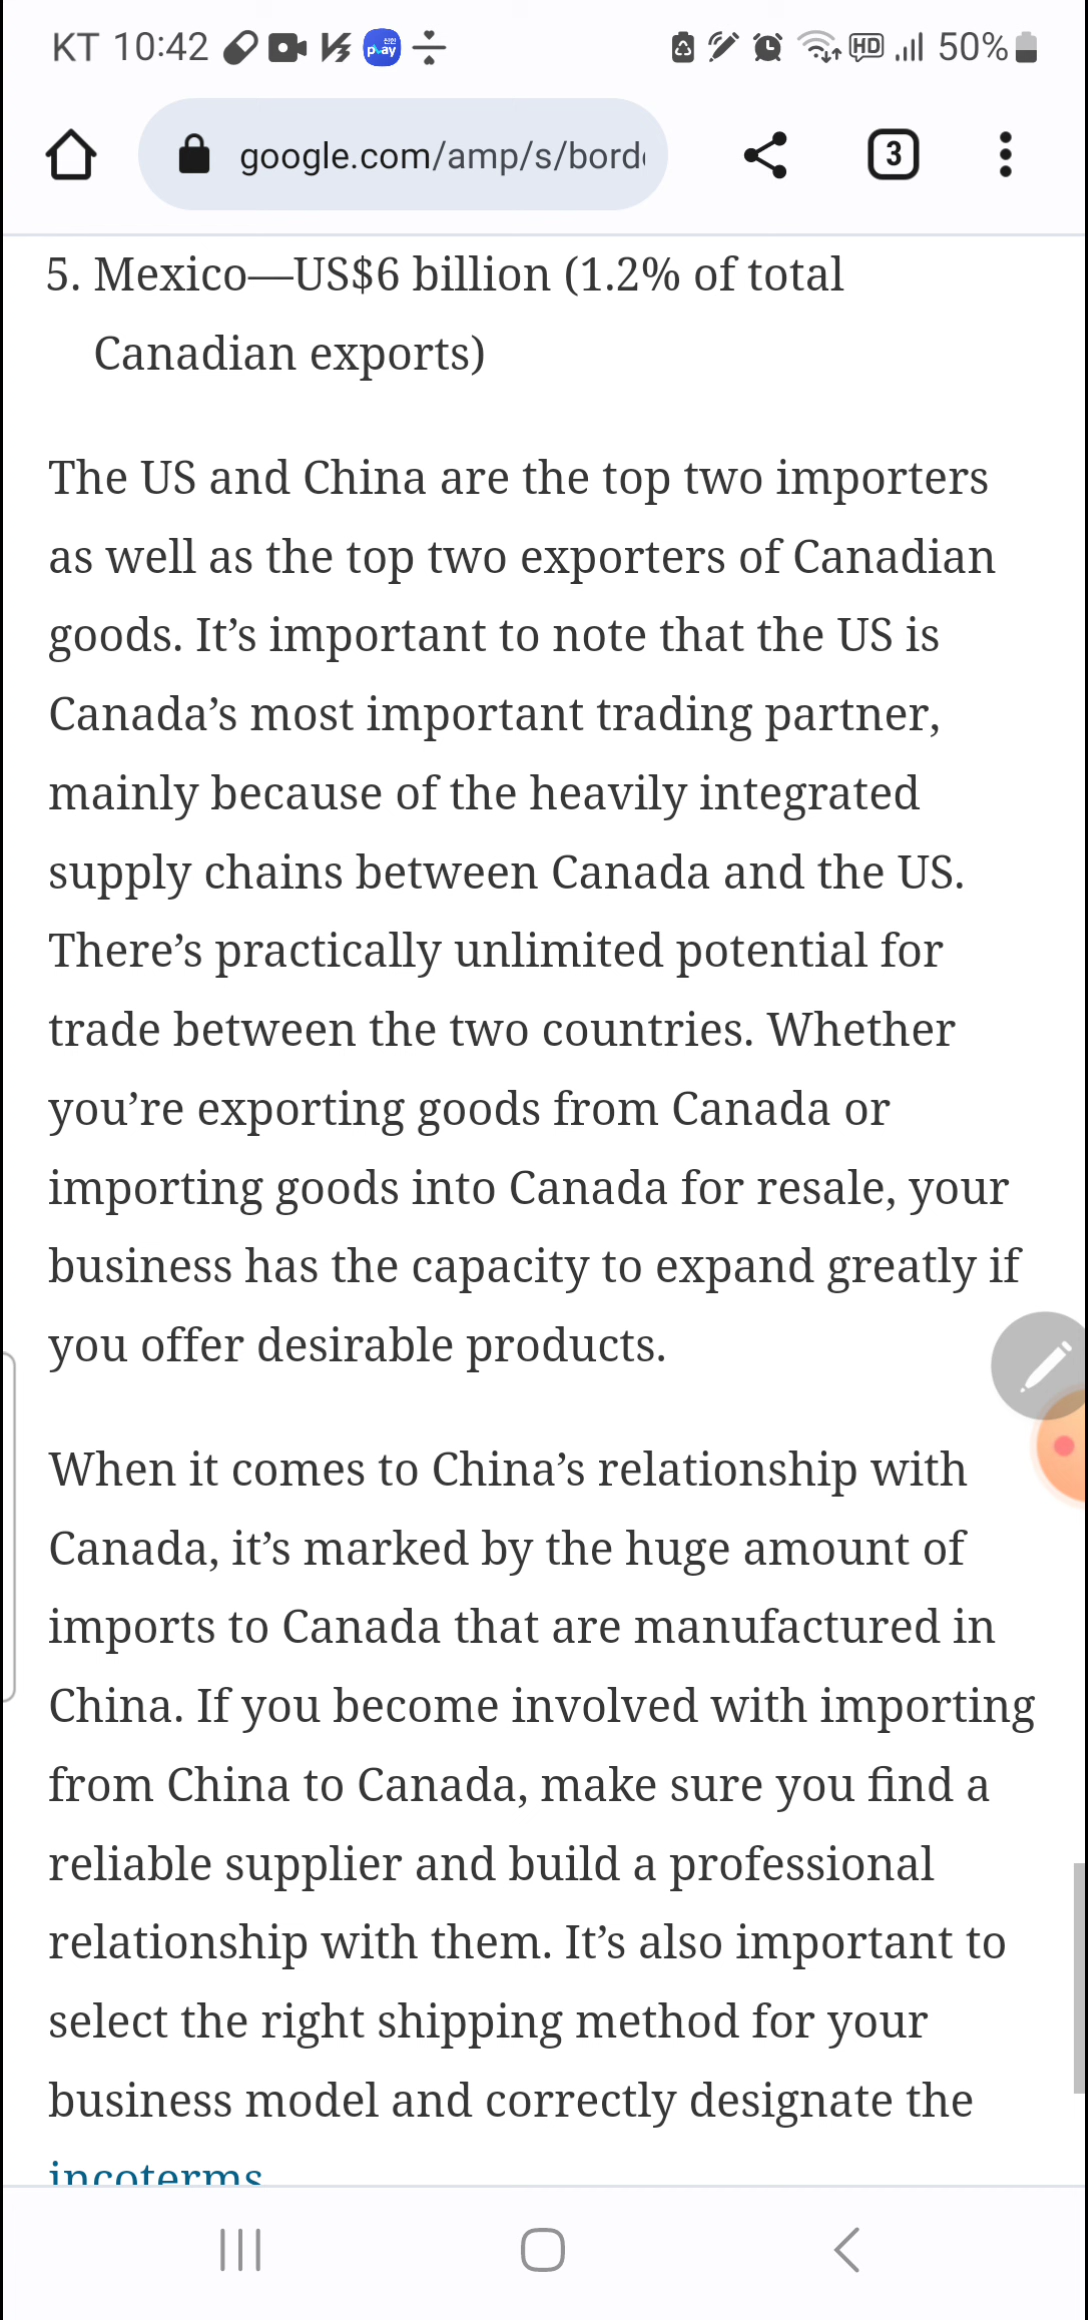 KT 10:42
신한
pLay
HD
50%
google.com/amp/s/bord
3
5. Mexico—US$6 billion (1.2% of total
Canadian exports)
The US and China are the top two importers
as well as the top two exporters of Canadian
goods. It’s important to note that the US is
Canada’s most important trading partner,
mainly because of the heavily integrated
supply chains between Canada and the US.
There’s practically unlimited potential for
trade between the two countries. Whether
you’re exporting goods from Canada or
importing goods into Canada for resale, your
business has the capacity to expand greatly if
you offer desirable products.
When it comes to China’s relationship with
Canada, it’s marked by the huge amount of
imports to Canada that are manufactured in
China. If you become involved with importing
from China to Canada, make sure you find a
reliable supplier and build a professional
relationship with them. It’s also important to
select the right shipping method for your
business model and correctly designate the
incoterms